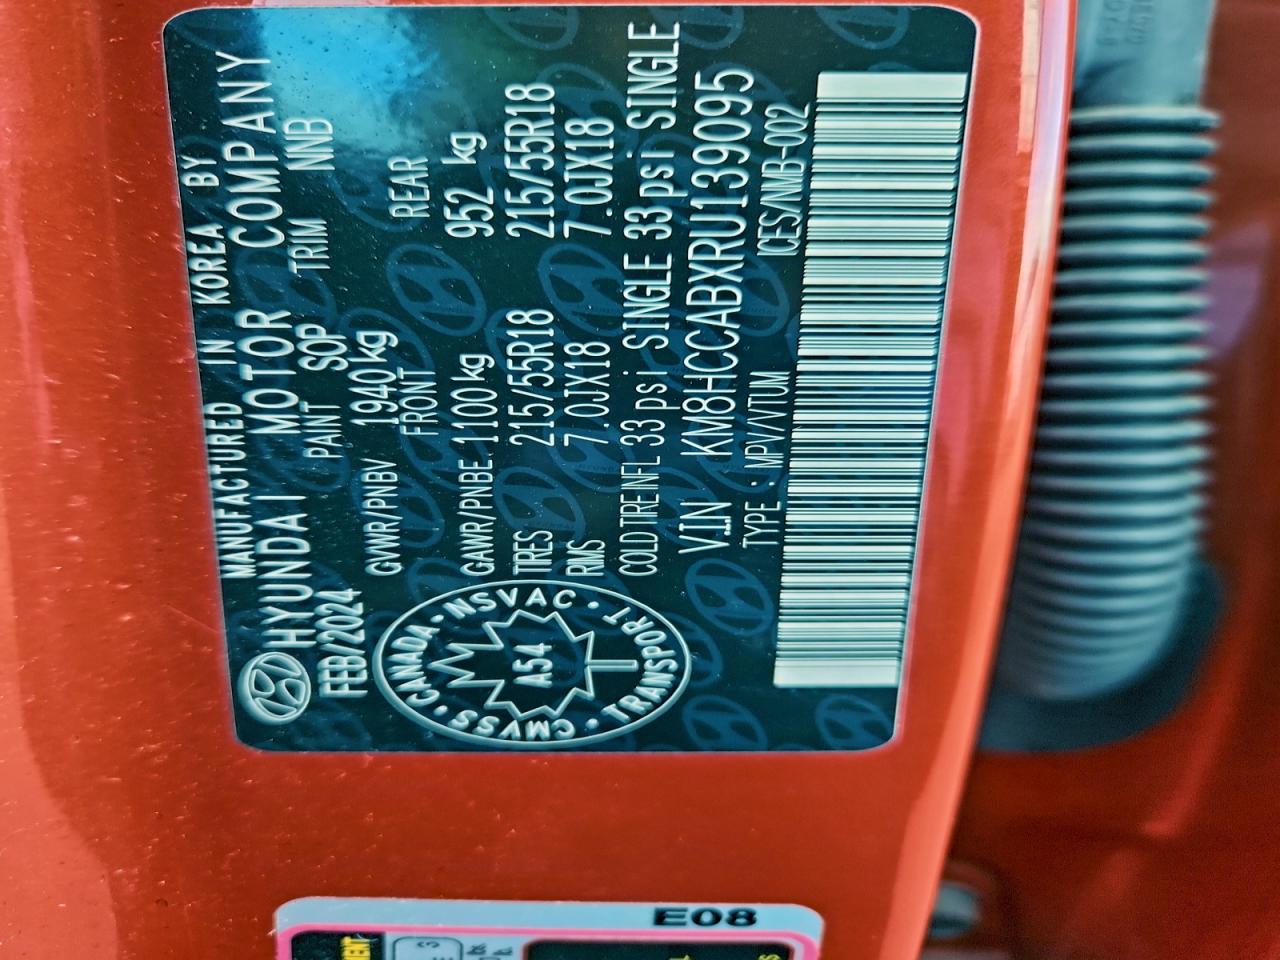 MANUFACTURED IN KOREA BY
HYUNDAI MOTOR COMPANY
FEB/2024 PAINT SOP TRIM NNB
GVWR/PNBV 1940kg
FRONT REAR
GAWR/PNBE 1100kg 952 kg
TIRES 215/55R18 215/55R18
RIMS 7.0JX18 7.0JX18
COLD TIRE INFL 33 psi SINGLE 33 psi SINGLE
V.I.N KM8HCCABXRU139095
TYPE : MPV/VTUM ICES/NMB-002
CANADA · NSVAC · TRANSPORT · CMVSS ·
A54
E08